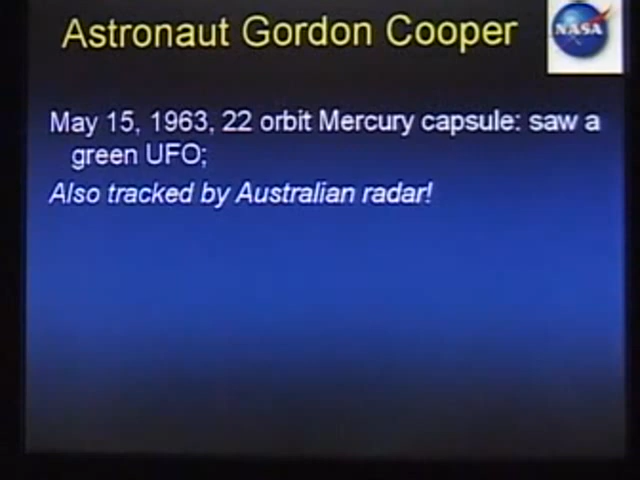 Astronaut Gordon Cooper
NASA
May 15, 1963, 22 orbit Mercury capsule: saw a
green UFO;
Also tracked by Australian radar!